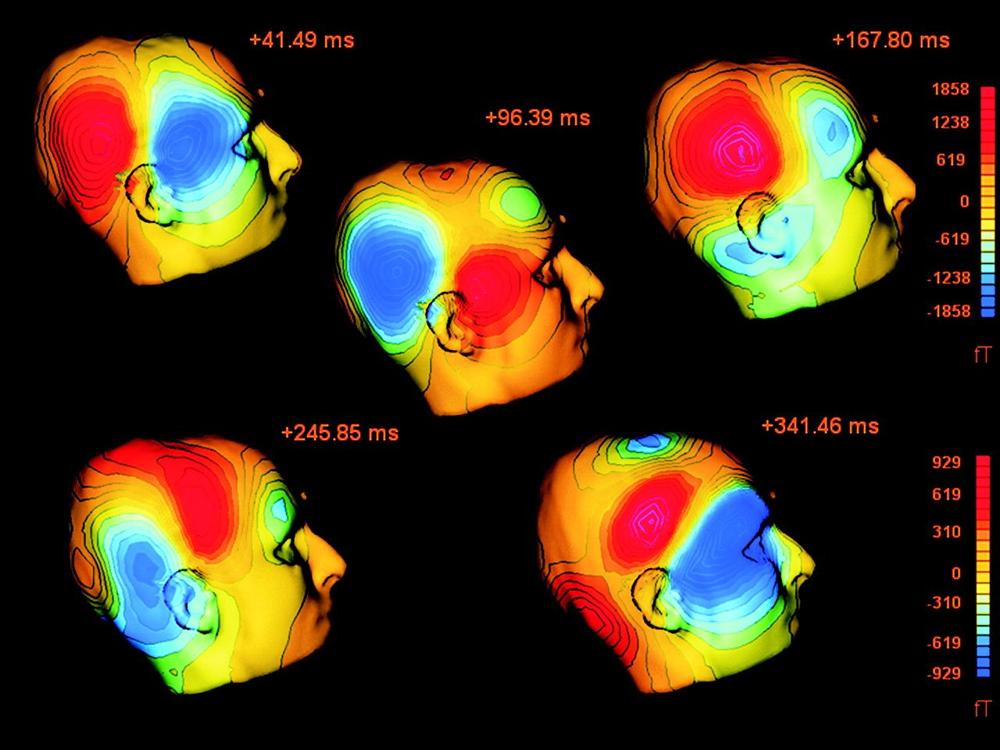 +41.49 ms
+167.80 ms
+96.39 ms
1858
1238
619
0
-619
-1238
-1858
fT
+245.85 ms
+341.46 ms
929
619
310
0
-310
-619
-929
fT